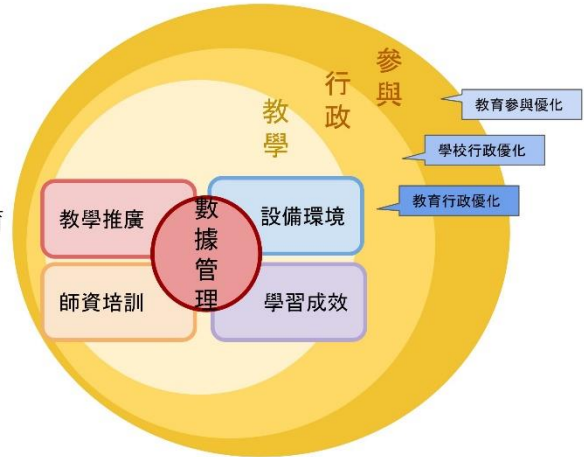 參與
行政
教學
教育參與優化
學校行政優化
教育行政優化
教學推廣
數據管理
設備環境
師資培訓
學習成效